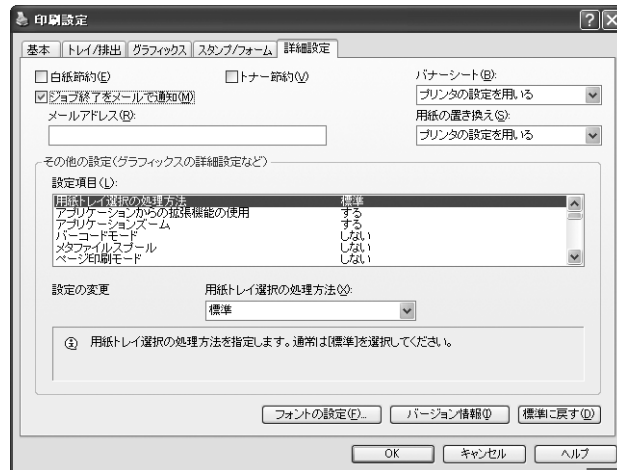 印刷設定
基本 トレイ/排出 グラフィックス スタンプ/フォーム 詳細設定
白紙節約(E) トナー節約(V) バナーシート(B):
ジョブ終了をメールで通知(M) プリンタの設定を用いる
メールアドレス(R): 用紙の置き換え(S):
プリンタの設定を用いる
その他の設定(グラフィックスの詳細設定など)
設定項目(L):
用紙トレイ選択の処理方法 標準
アプリケーションからの拡張機能の使用 する
アプリケーションズーム する
バーコードモード しない
メタファイルスプール しない
ページ印刷モード しない
設定の変更 用紙トレイ選択の処理方法(X):
標準
用紙トレイ選択の処理方法を指定します。通常は[標準]を選択してください。
フォントの設定(F)... バージョン情報(I) 標準に戻す(D)
OK キャンセル ヘルプ